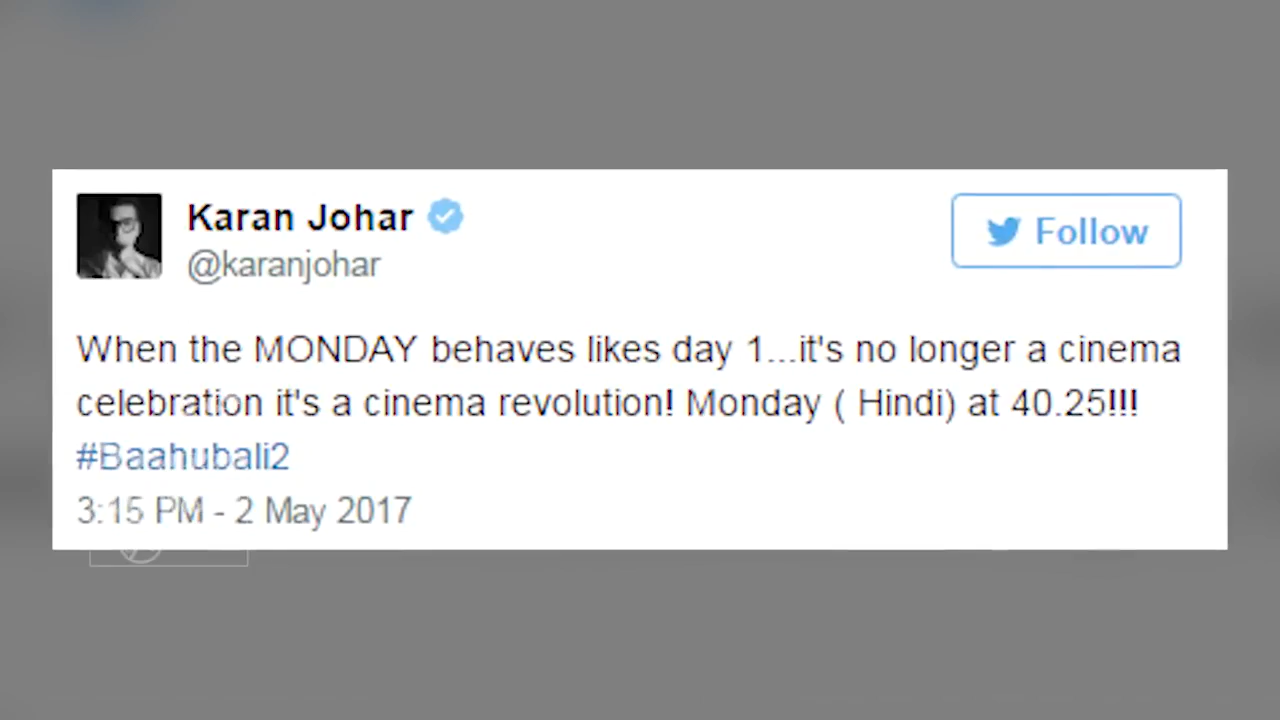 Karan Johar
@karanjohar
Follow
When the MONDAY behaves likes day 1...it's no longer a cinema
celebration it's a cinema revolution! Monday ( Hindi) at 40.25!!!
#Baahubali2
3:15 PM - 2 May 2017